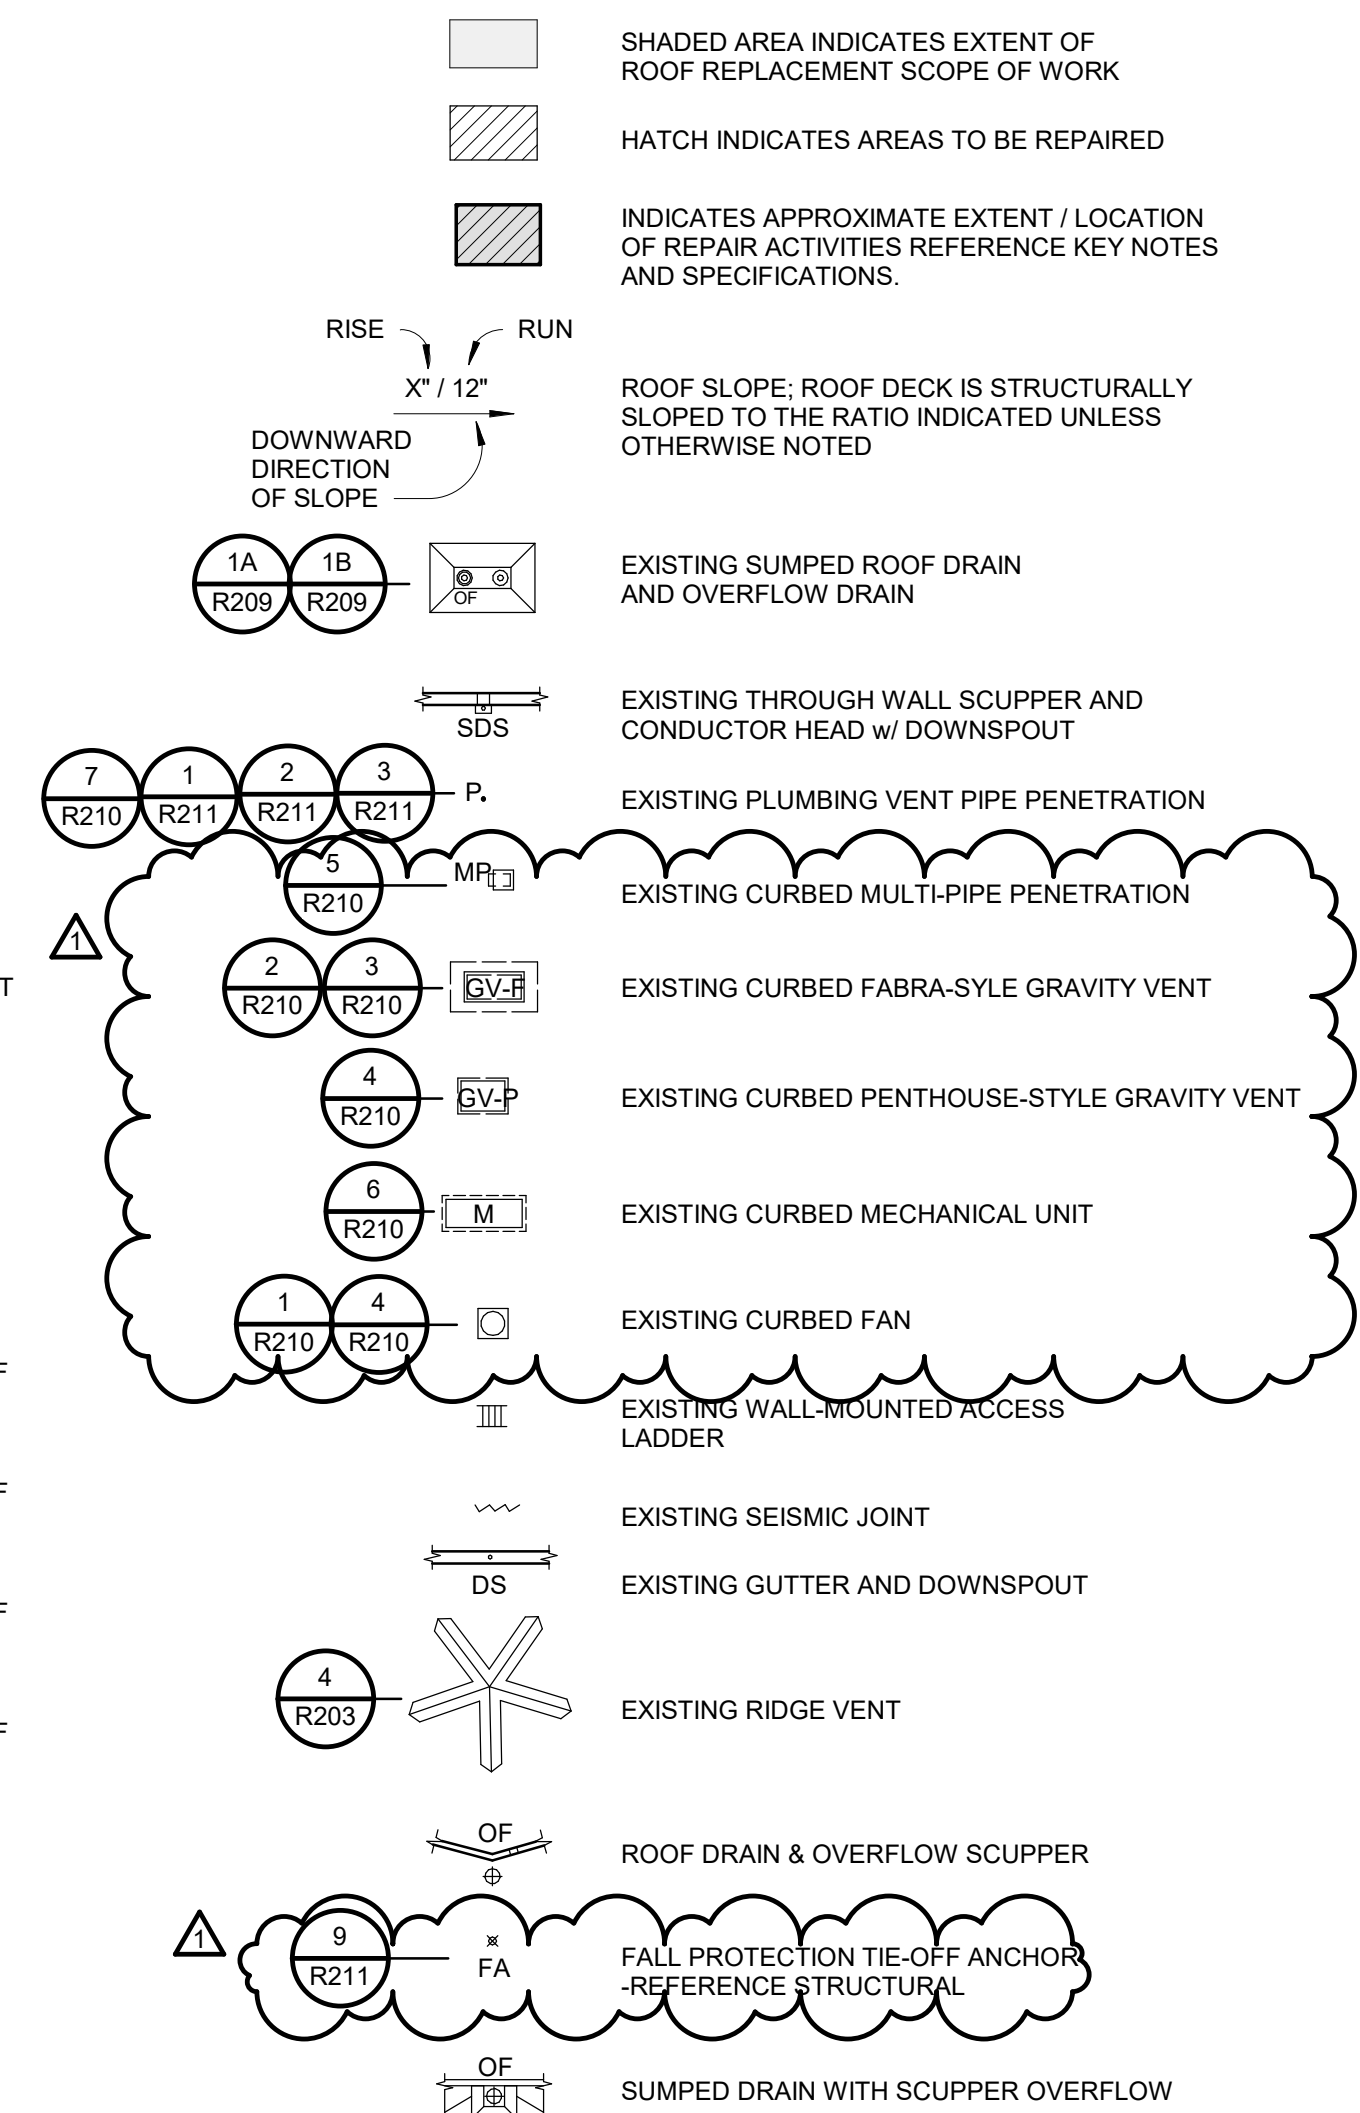 SHADED AREA INDICATES EXTENT OF
ROOF REPLACEMENT SCOPE OF WORK
HATCH INDICATES AREAS TO BE REPAIRED
INDICATES APPROXIMATE EXTENT / LOCATION
OF REPAIR ACTIVITIES REFERENCE KEY NOTES
AND SPECIFICATIONS.
RISE RUN
X" / 12"
DOWNWARD
DIRECTION
OF SLOPE
ROOF SLOPE; ROOF DECK IS STRUCTURALLY
SLOPED TO THE RATIO INDICATED UNLESS
OTHERWISE NOTED
1A 1B
R209 R209
OF
EXISTING SUMPED ROOF DRAIN
AND OVERFLOW DRAIN
SDS
EXISTING THROUGH WALL SCUPPER AND
CONDUCTOR HEAD w/ DOWNSPOUT
7 1 2 3
R210 R211 R211 R211
P.
EXISTING PLUMBING VENT PIPE PENETRATION
1
5
R210
MP
EXISTING CURBED MULTI-PIPE PENETRATION
T
2 3
R210 R210
GV-F
EXISTING CURBED FABRA-SYLE GRAVITY VENT
4
R210
GV-P
EXISTING CURBED PENTHOUSE-STYLE GRAVITY VENT
6
R210
M
EXISTING CURBED MECHANICAL UNIT
1 4
R210 R210
EXISTING CURBED FAN
F
EXISTING WALL-MOUNTED ACCESS
LADDER
F
EXISTING SEISMIC JOINT
DS
EXISTING GUTTER AND DOWNSPOUT
F
4
R203
EXISTING RIDGE VENT
F
OF
ROOF DRAIN & OVERFLOW SCUPPER
1
9
R211
FA
FALL PROTECTION TIE-OFF ANCHOR
-REFERENCE STRUCTURAL
OF
SUMPED DRAIN WITH SCUPPER OVERFLOW